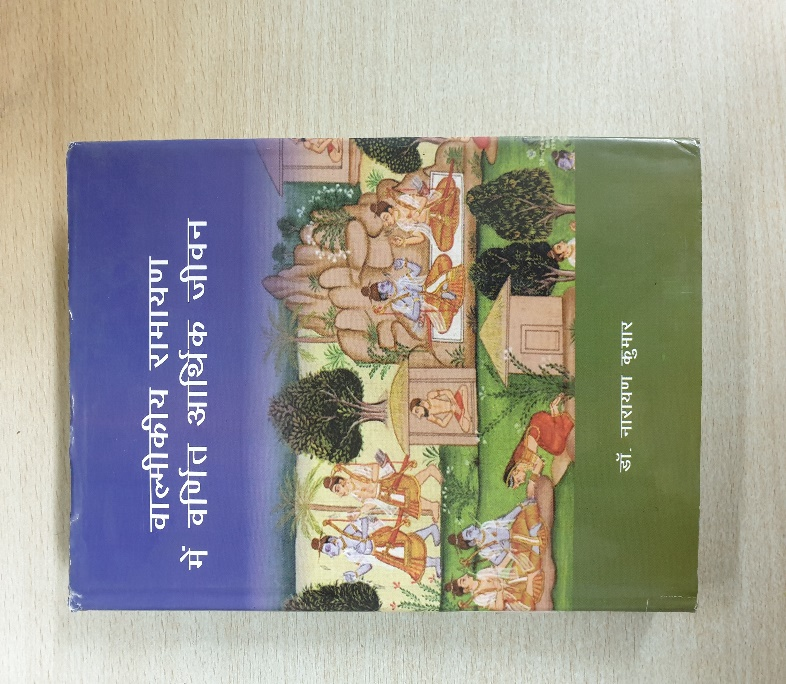 वाल्मीकीय रामायण
में वर्णित आर्थिक जीवन
डॉ. नारायण कुमार